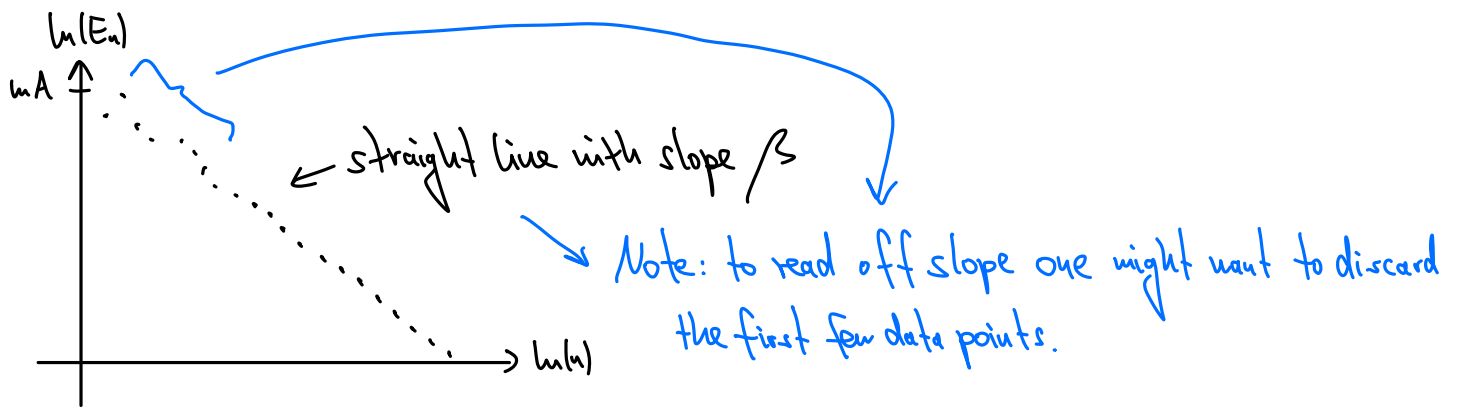 ln(En)
ln A
straight line with slope β
Note: to read off slope one might want to discard
the first few data points.
ln(n)